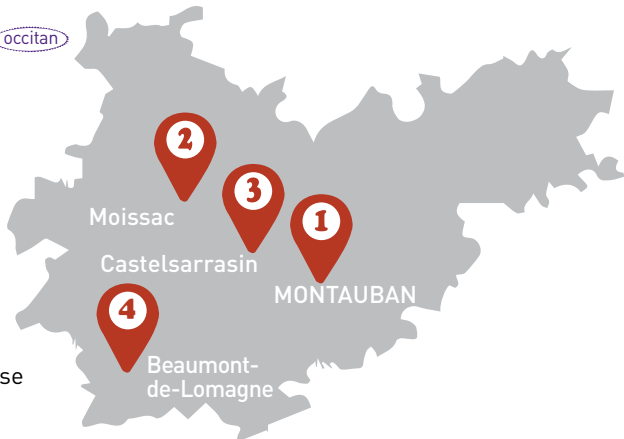 occitan
2
3
1
Moissac
Castelsarrasin
MONTAUBAN
4
Beaumont-
de-Lomagne
se